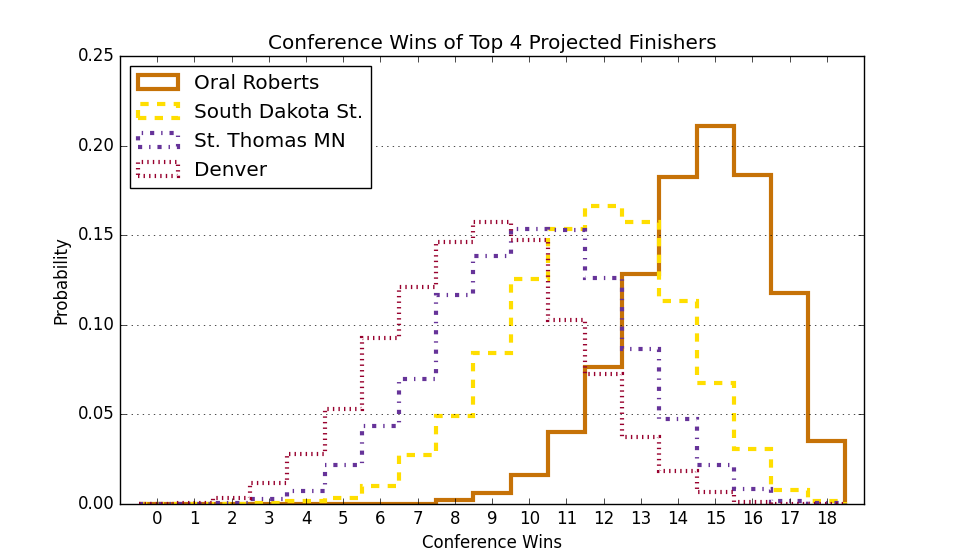 Conference Wins of Top 4 Projected Finishers
0.25
0.20
0.15
0.10
0.05
0.00
Probability
Oral Roberts
South Dakota St.
St. Thomas MN
Denver
0 1 2 3 4 5 6 7 8 9 10 11 12 13 14 15 16 17 18
Conference Wins